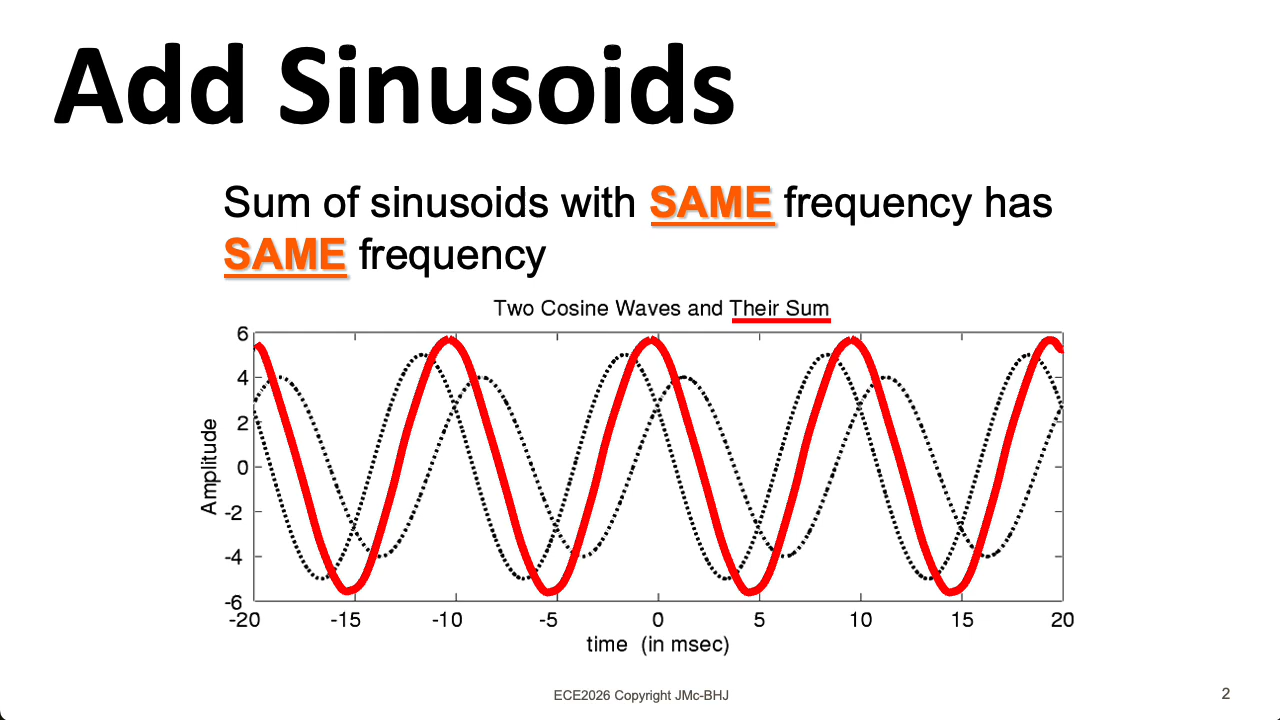 Add Sinusoids
Sum of sinusoids with SAME frequency has
SAME frequency
Two Cosine Waves and Their Sum
6
4
2
0
-2
-4
-6
Amplitude
-20 -15 -10 -5 0 5 10 15 20
time (in msec)
ECE2026 Copyright JMc-BHJ
2